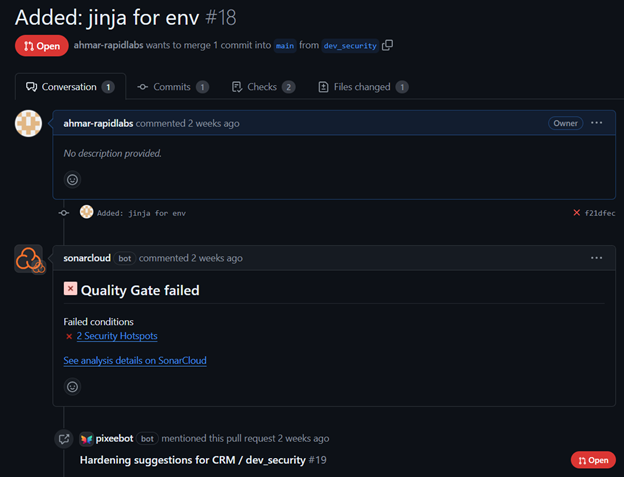 Added: jinja for env #18
Open ahmar-rapidlabs wants to merge 1 commit into main from dev_security
Conversation 1 Commits 1 Checks 2 Files changed 1
ahmar-rapidlabs commented 2 weeks ago Owner
No description provided.
Added: jinja for env f21dfec
sonarcloud bot commented 2 weeks ago
Quality Gate failed
Failed conditions
2 Security Hotspots
See analysis details on SonarCloud
pixeebot bot mentioned this pull request 2 weeks ago
Hardening suggestions for CRM / dev_security #19 Open